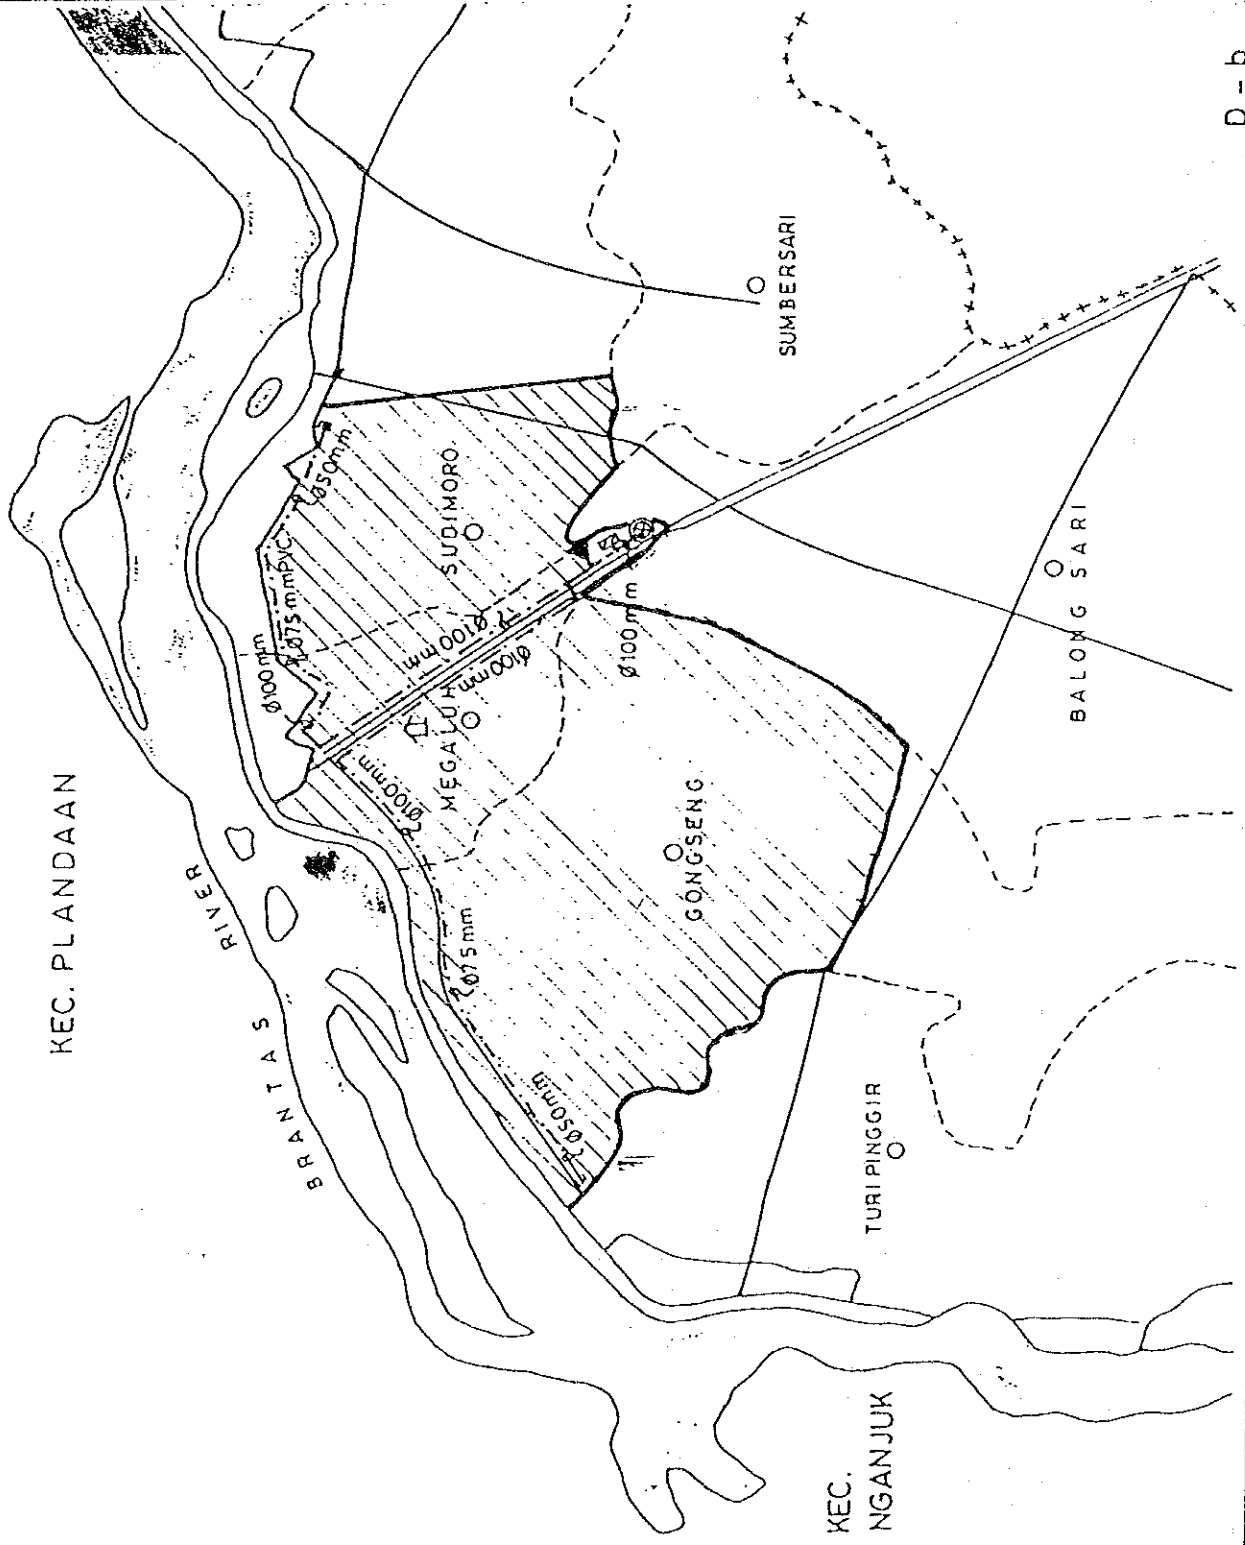 KEC. PLANDAAN
BRANTAS RIVER
Ø100mm
Ø75mmPVC
Ø50mm
SUDIMORO
Ø100mm
Ø100mm
MEGALUH
Ø100mm
Ø100mm
Ø75mm
Ø50mm
GONGSENG
SUMBERSARI
BALONG SARI
TURI PINGGIR
KEC.
NGANJUK
D - b